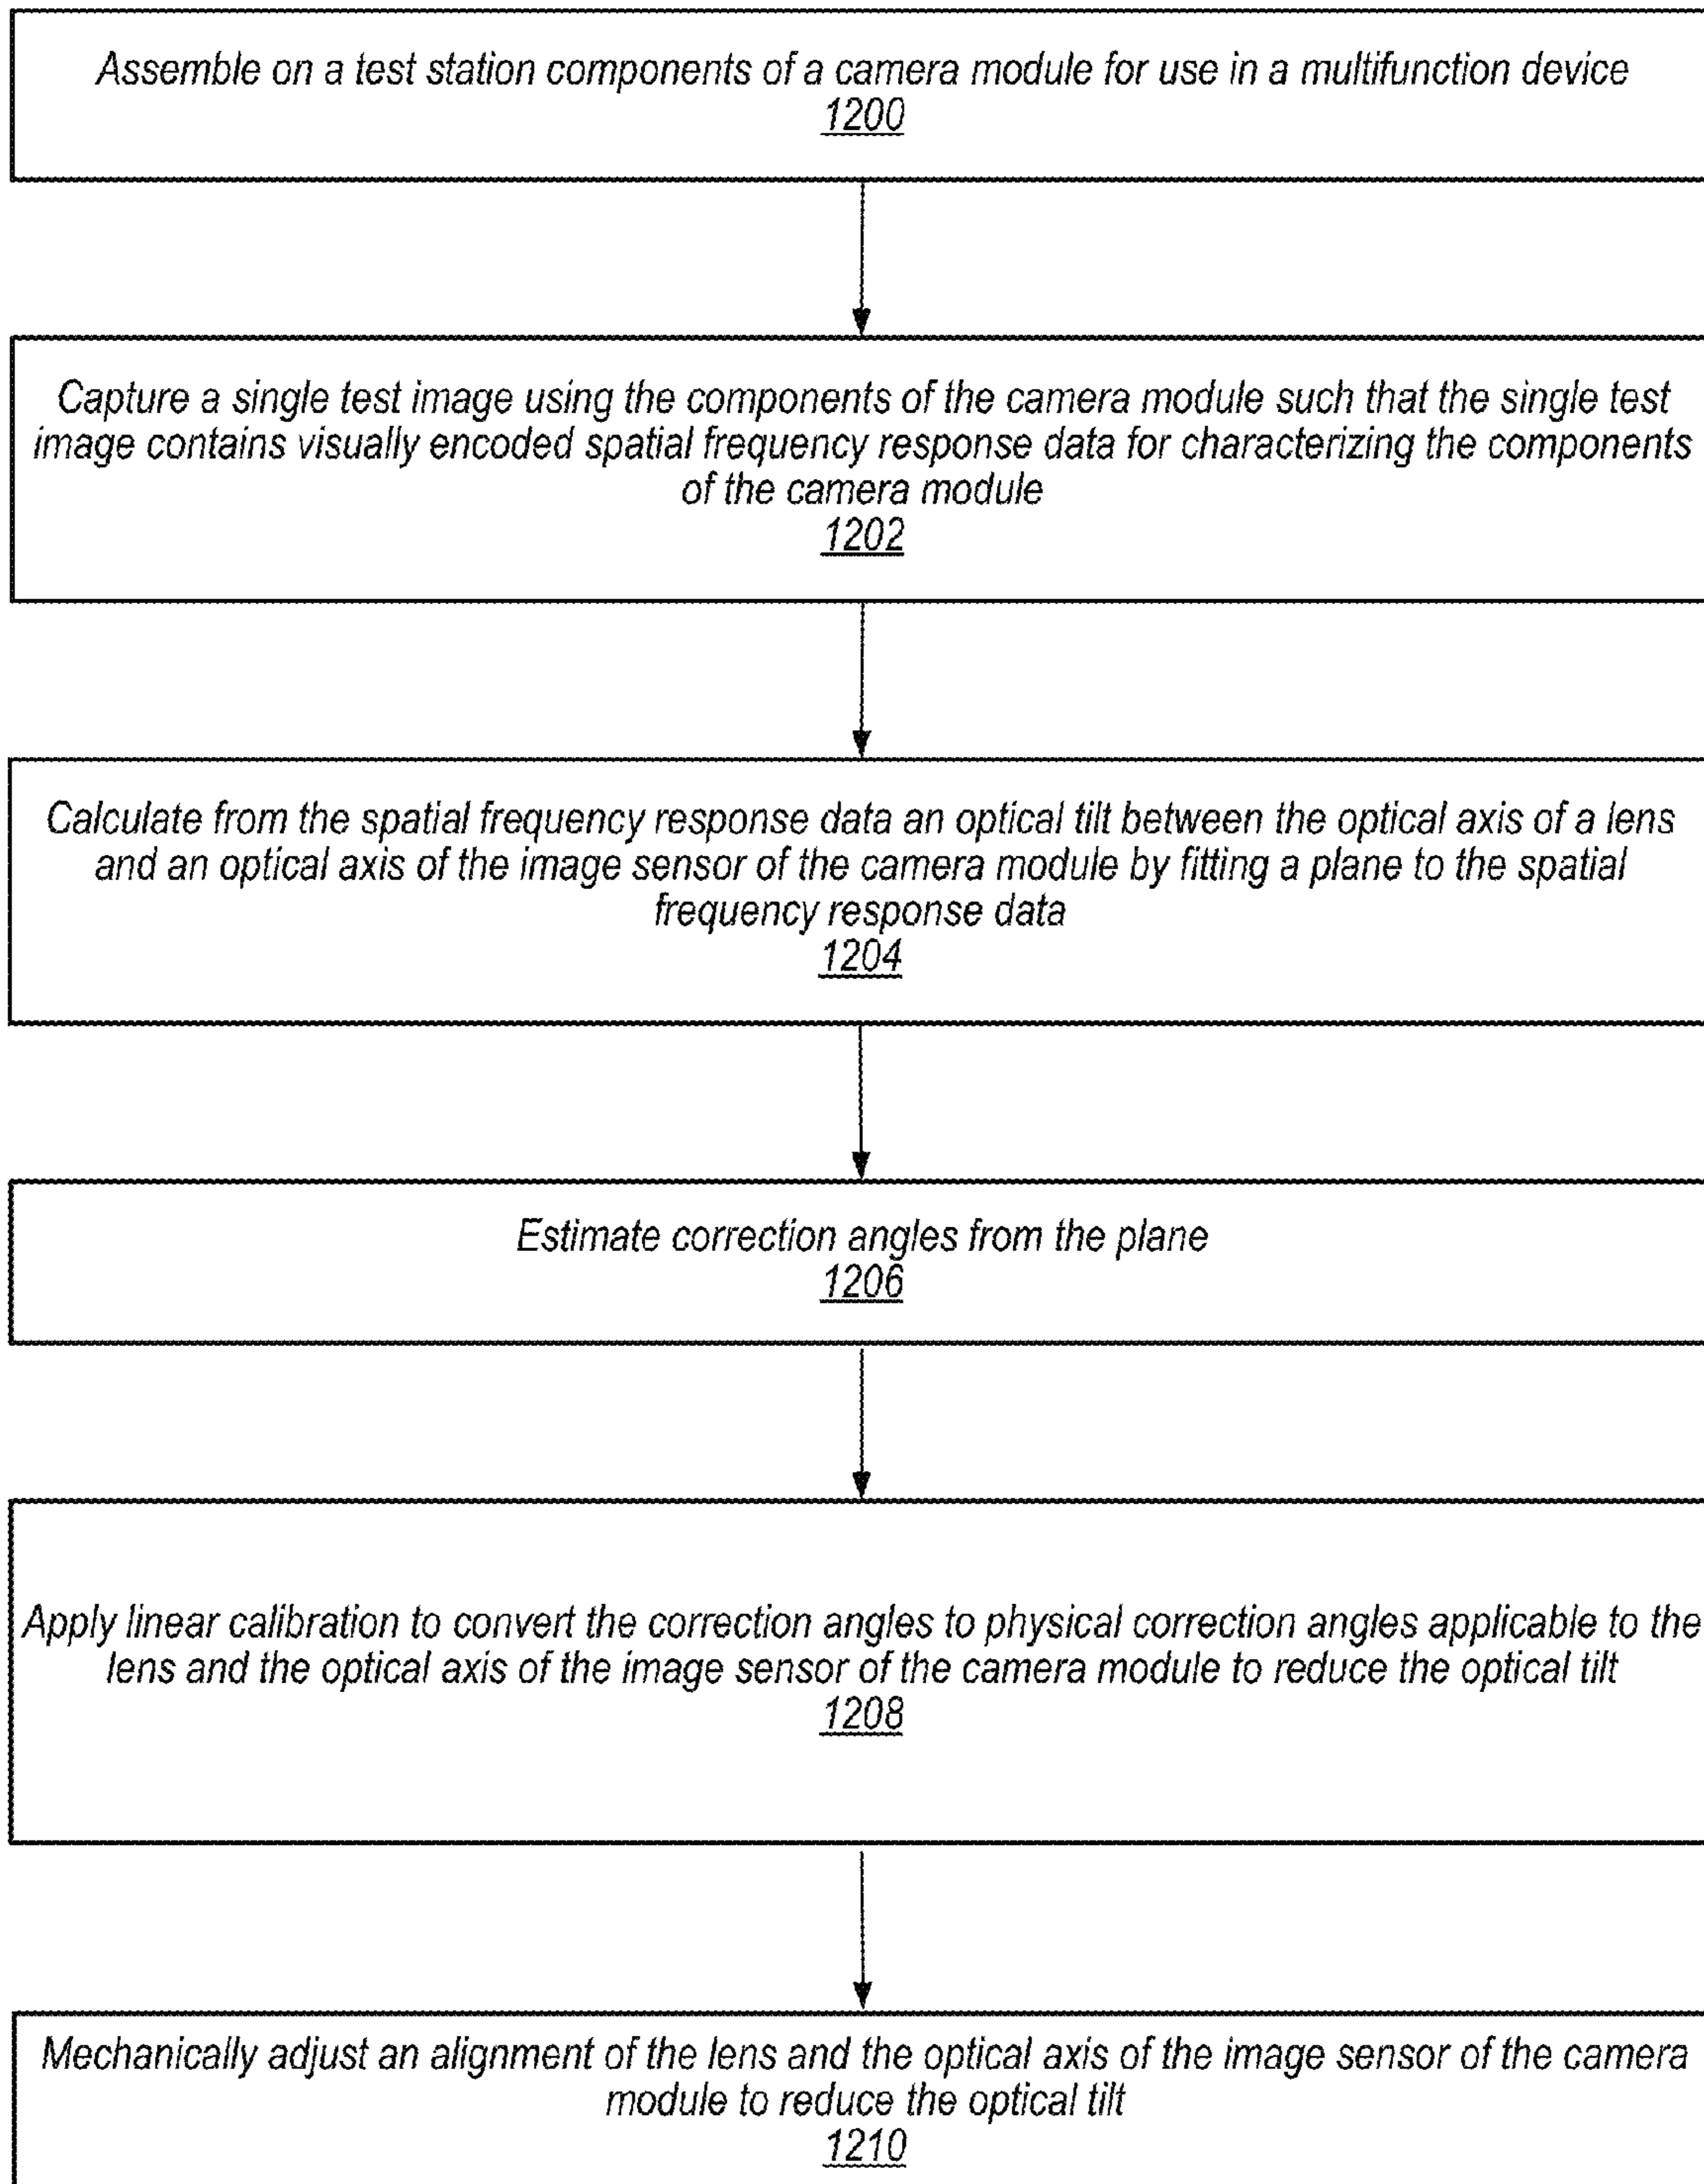 Assemble on a test station components of a camera module for use in a multifunction device
1200
Capture a single test image using the components of the camera module such that the single test
image contains visually encoded spatial frequency response data for characterizing the components
of the camera module
1202
Calculate from the spatial frequency response data an optical tilt between the optical axis of a lens
and an optical axis of the image sensor of the camera module by fitting a plane to the spatial
frequency response data
1204
Estimate correction angles from the plane
1206
Apply linear calibration to convert the correction angles to physical correction angles applicable to the
lens and the optical axis of the image sensor of the camera module to reduce the optical tilt
1208
Mechanically adjust an alignment of the lens and the optical axis of the image sensor of the camera
module to reduce the optical tilt
1210